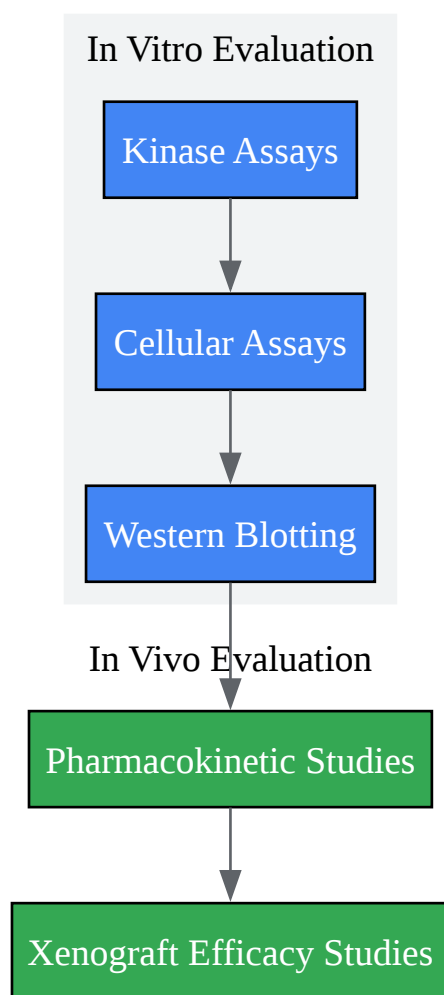 In Vitro Evaluation
Kinase Assays
Cellular Assays
Western Blotting
In Vivo Evaluation
Pharmacokinetic Studies
Xenograft Efficacy Studies